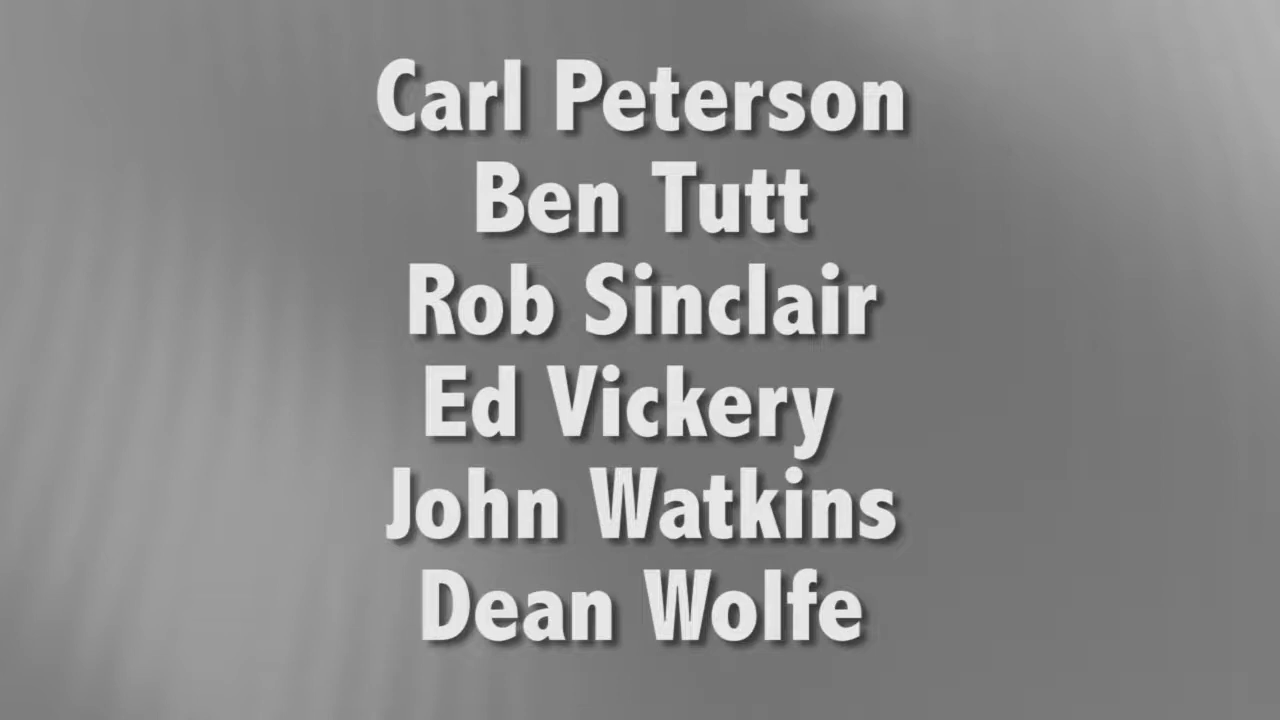 Carl Peterson
Ben Tutt
Rob Sinclair
Ed Vickery
John Watkins
Dean Wolfe